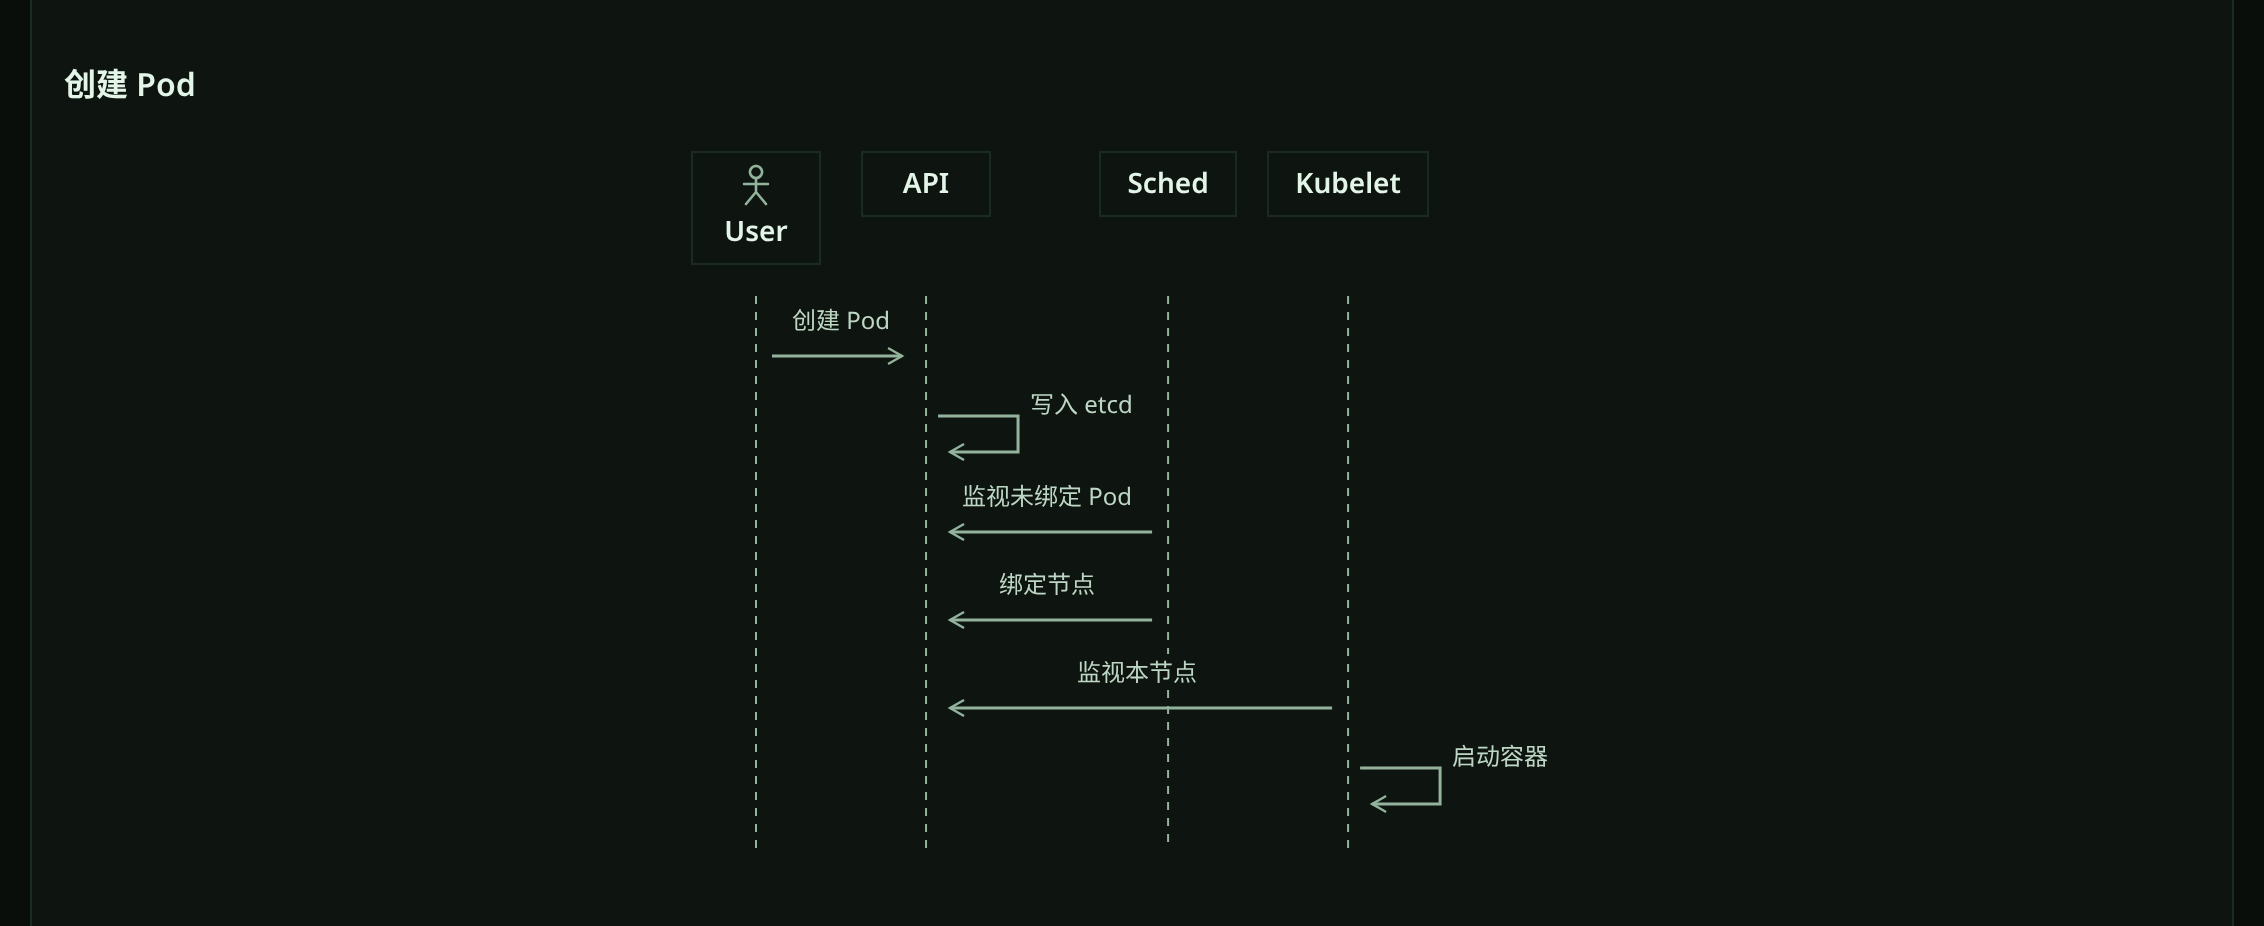 创建 Pod
User
API
Sched
Kubelet
创建 Pod
写入 etcd
监视未绑定 Pod
绑定节点
监视本节点
启动容器